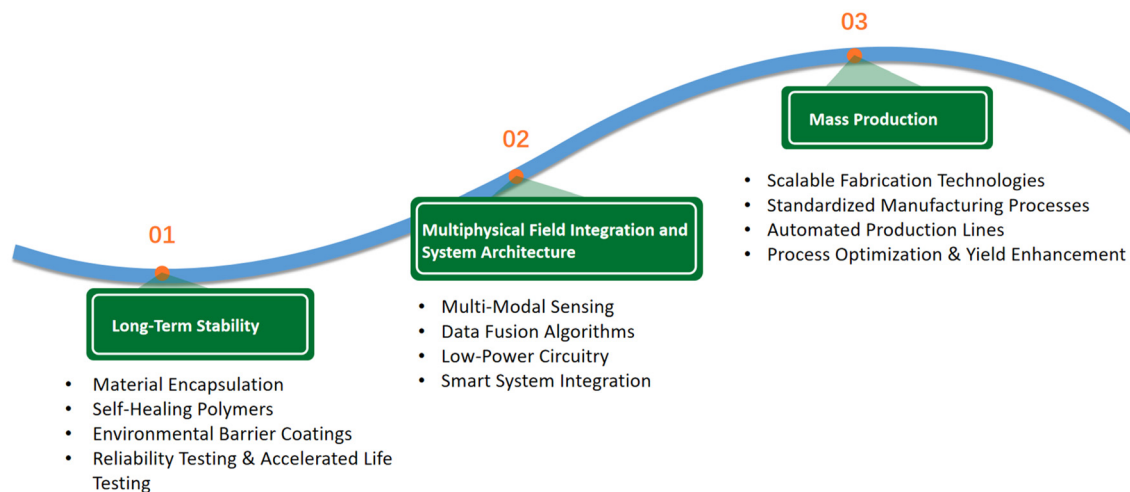 01
Long-Term Stability
• Material Encapsulation
• Self-Healing Polymers
• Environmental Barrier Coatings
• Reliability Testing & Accelerated Life
Testing
02
Multiphysical Field Integration and
System Architecture
• Multi-Modal Sensing
• Data Fusion Algorithms
• Low-Power Circuitry
• Smart System Integration
03
Mass Production
• Scalable Fabrication Technologies
• Standardized Manufacturing Processes
• Automated Production Lines
• Process Optimization & Yield Enhancement